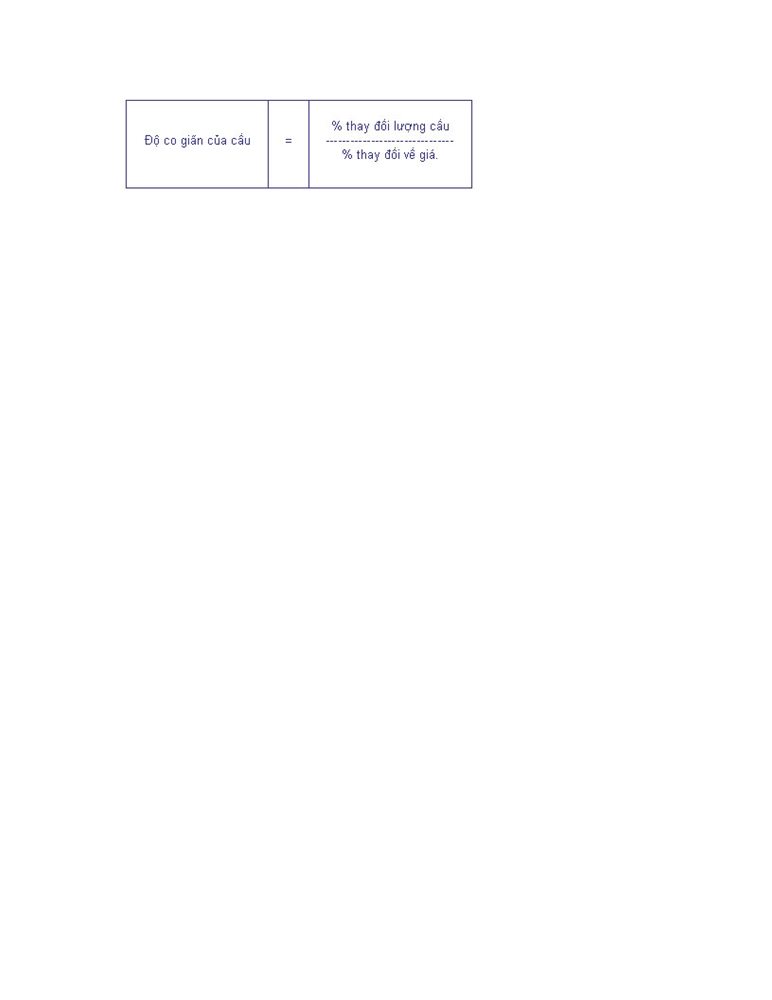 % thay đổi lượng cầu
Độ co giãn của cầu = -------------------------------
% thay đổi về giá.